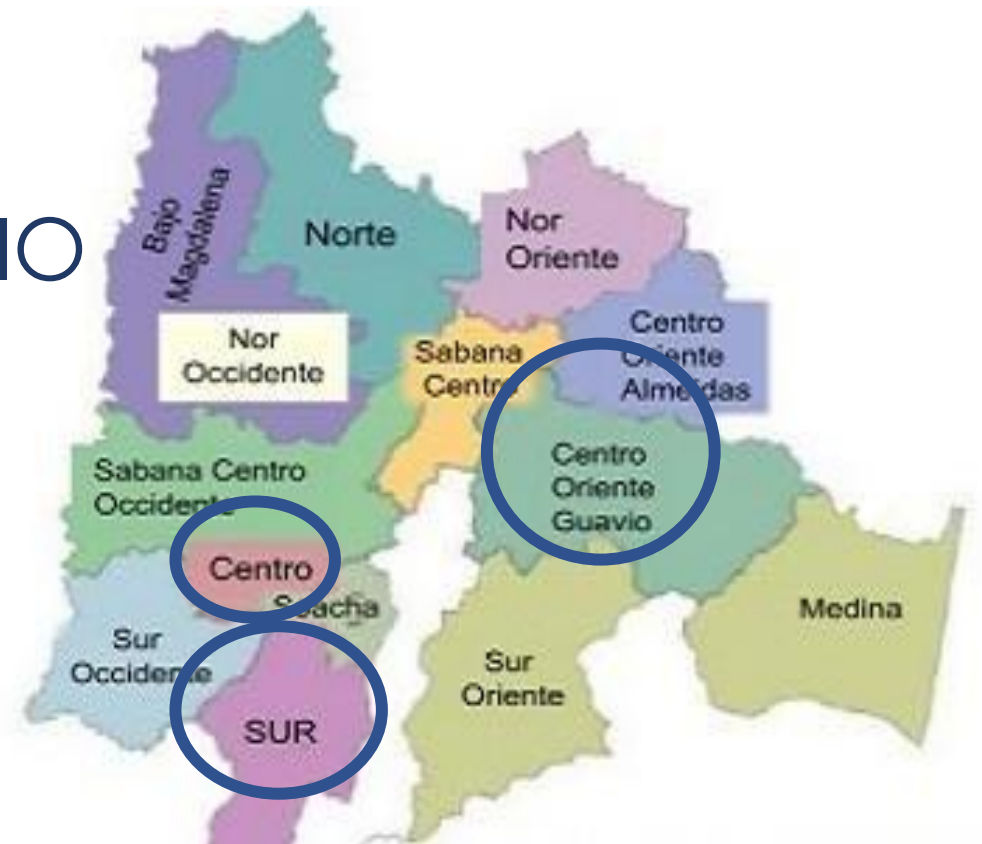 Bajo
Magdalena
Norte
Nor
Oriente
IO
Nor
Occidente
Centro
Oriente
Almeidas
Sabana
Centro
Sabana Centro
Occidente
Centro
Oriente
Guavio
Centro
Soacha
Medina
Sur
Occidente
Sur
Oriente
SUR